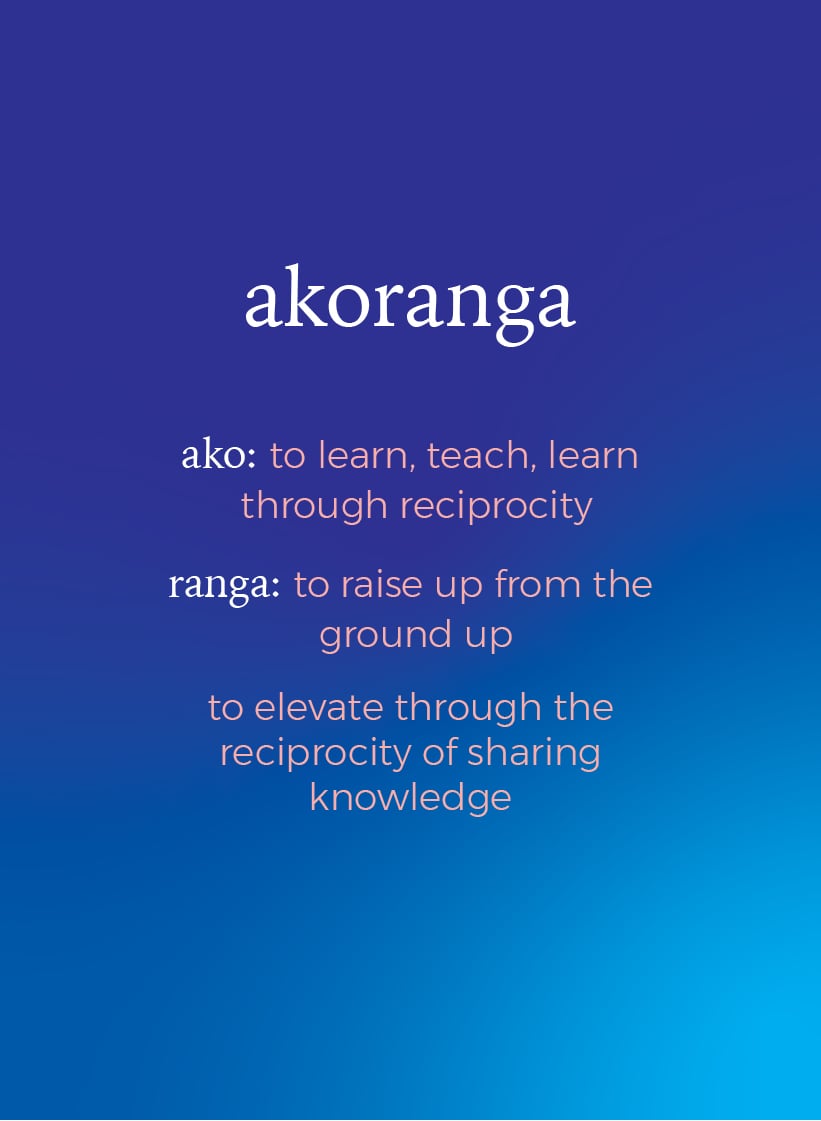 akoranga
ako: to learn, teach, learn
through reciprocity
ranga: to raise up from the
ground up
to elevate through the
reciprocity of sharing
knowledge